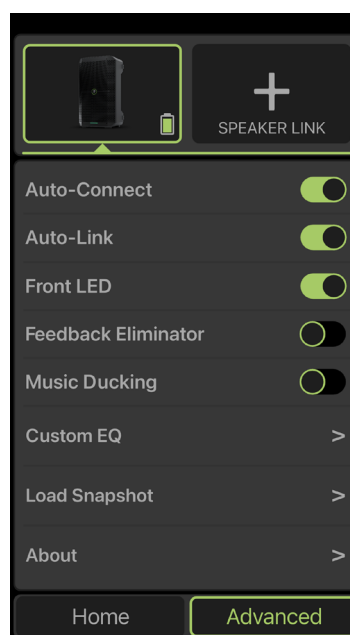 SPEAKER LINK
Auto-Connect
Auto-Link
Front LED
Feedback Eliminator
Music Ducking
Custom EQ >
Load Snapshot >
About >
Home Advanced